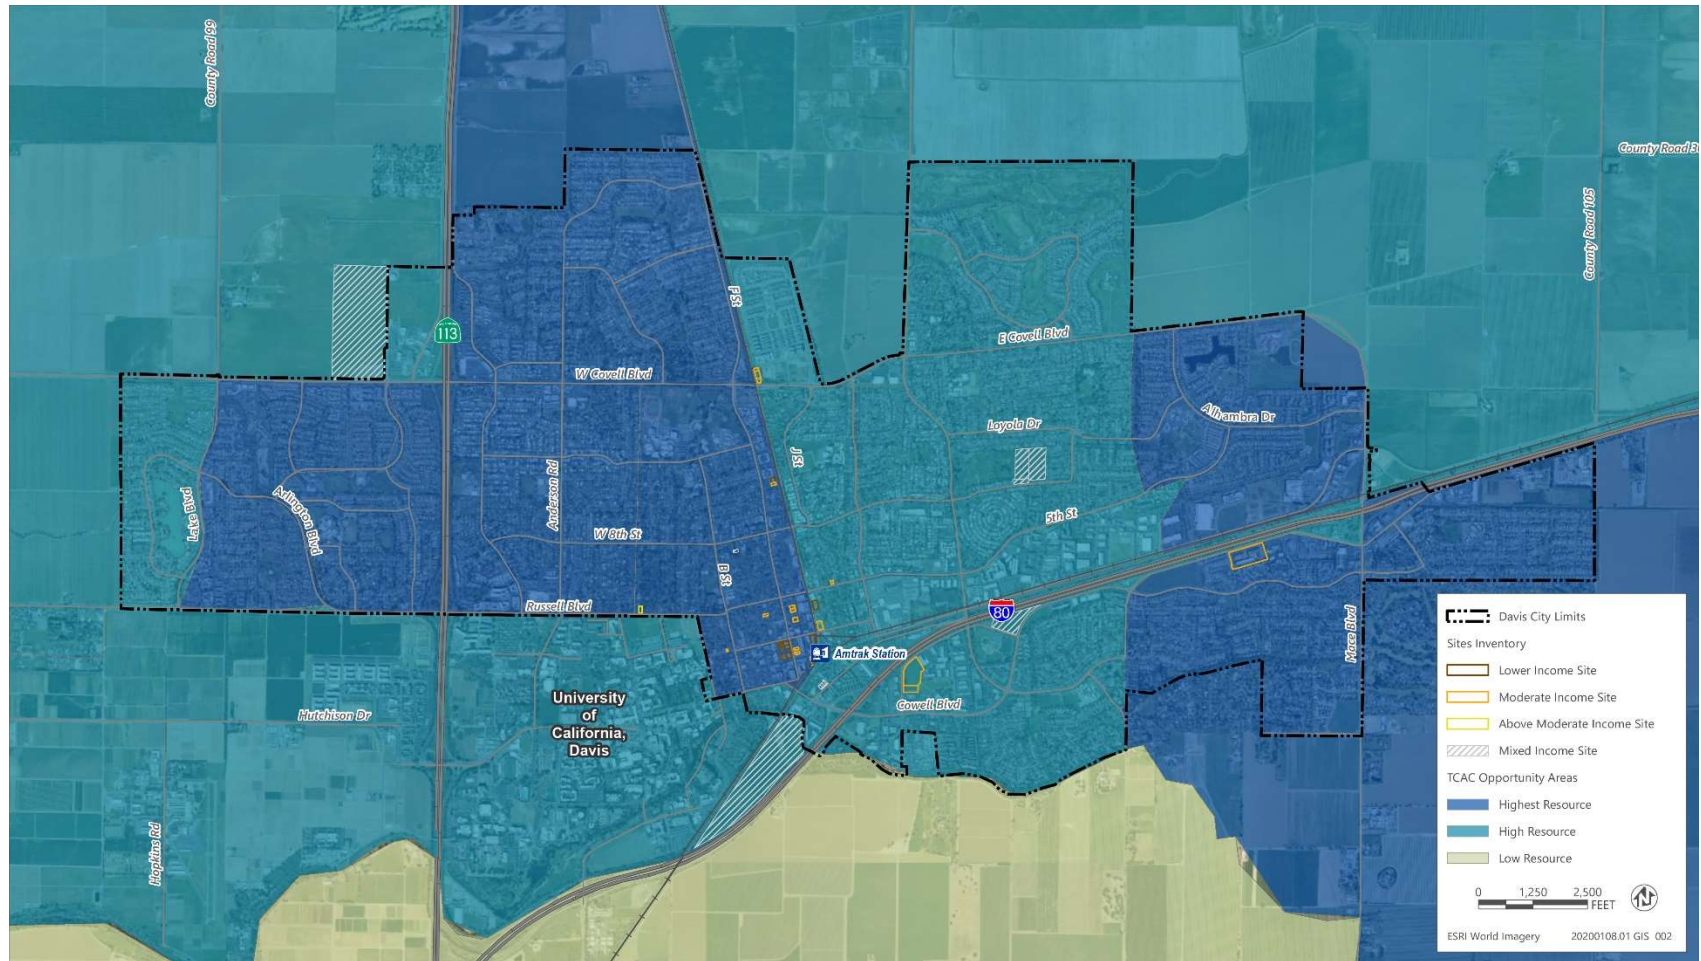 County Road 99
County Road 105
113
F St
E Covell Blvd
W Covell Blvd
Alhambra Dr
Loyola Dr
J St
Anderson Rd
Lake Blvd
Arlington Blvd
5th St
W 8th St
B St
Russell Blvd
80
Mace Blvd
Amtrak Station
University
of
California,
Davis
Cowell Blvd
Hutchison Dr
Hopkins Rd
Davis City Limits
Sites Inventory
Lower Income Site
Moderate Income Site
Above Moderate Income Site
Mixed Income Site
TCAC Opportunity Areas
Highest Resource
High Resource
Low Resource
0 1,250 2,500
FEET
ESRI World Imagery 20200108.01 GIS 002